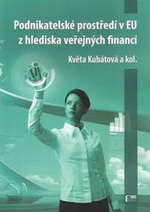 Podnikatelské prostředí v EU
z hlediska veřejných financí
Květa Kubátová a kol.